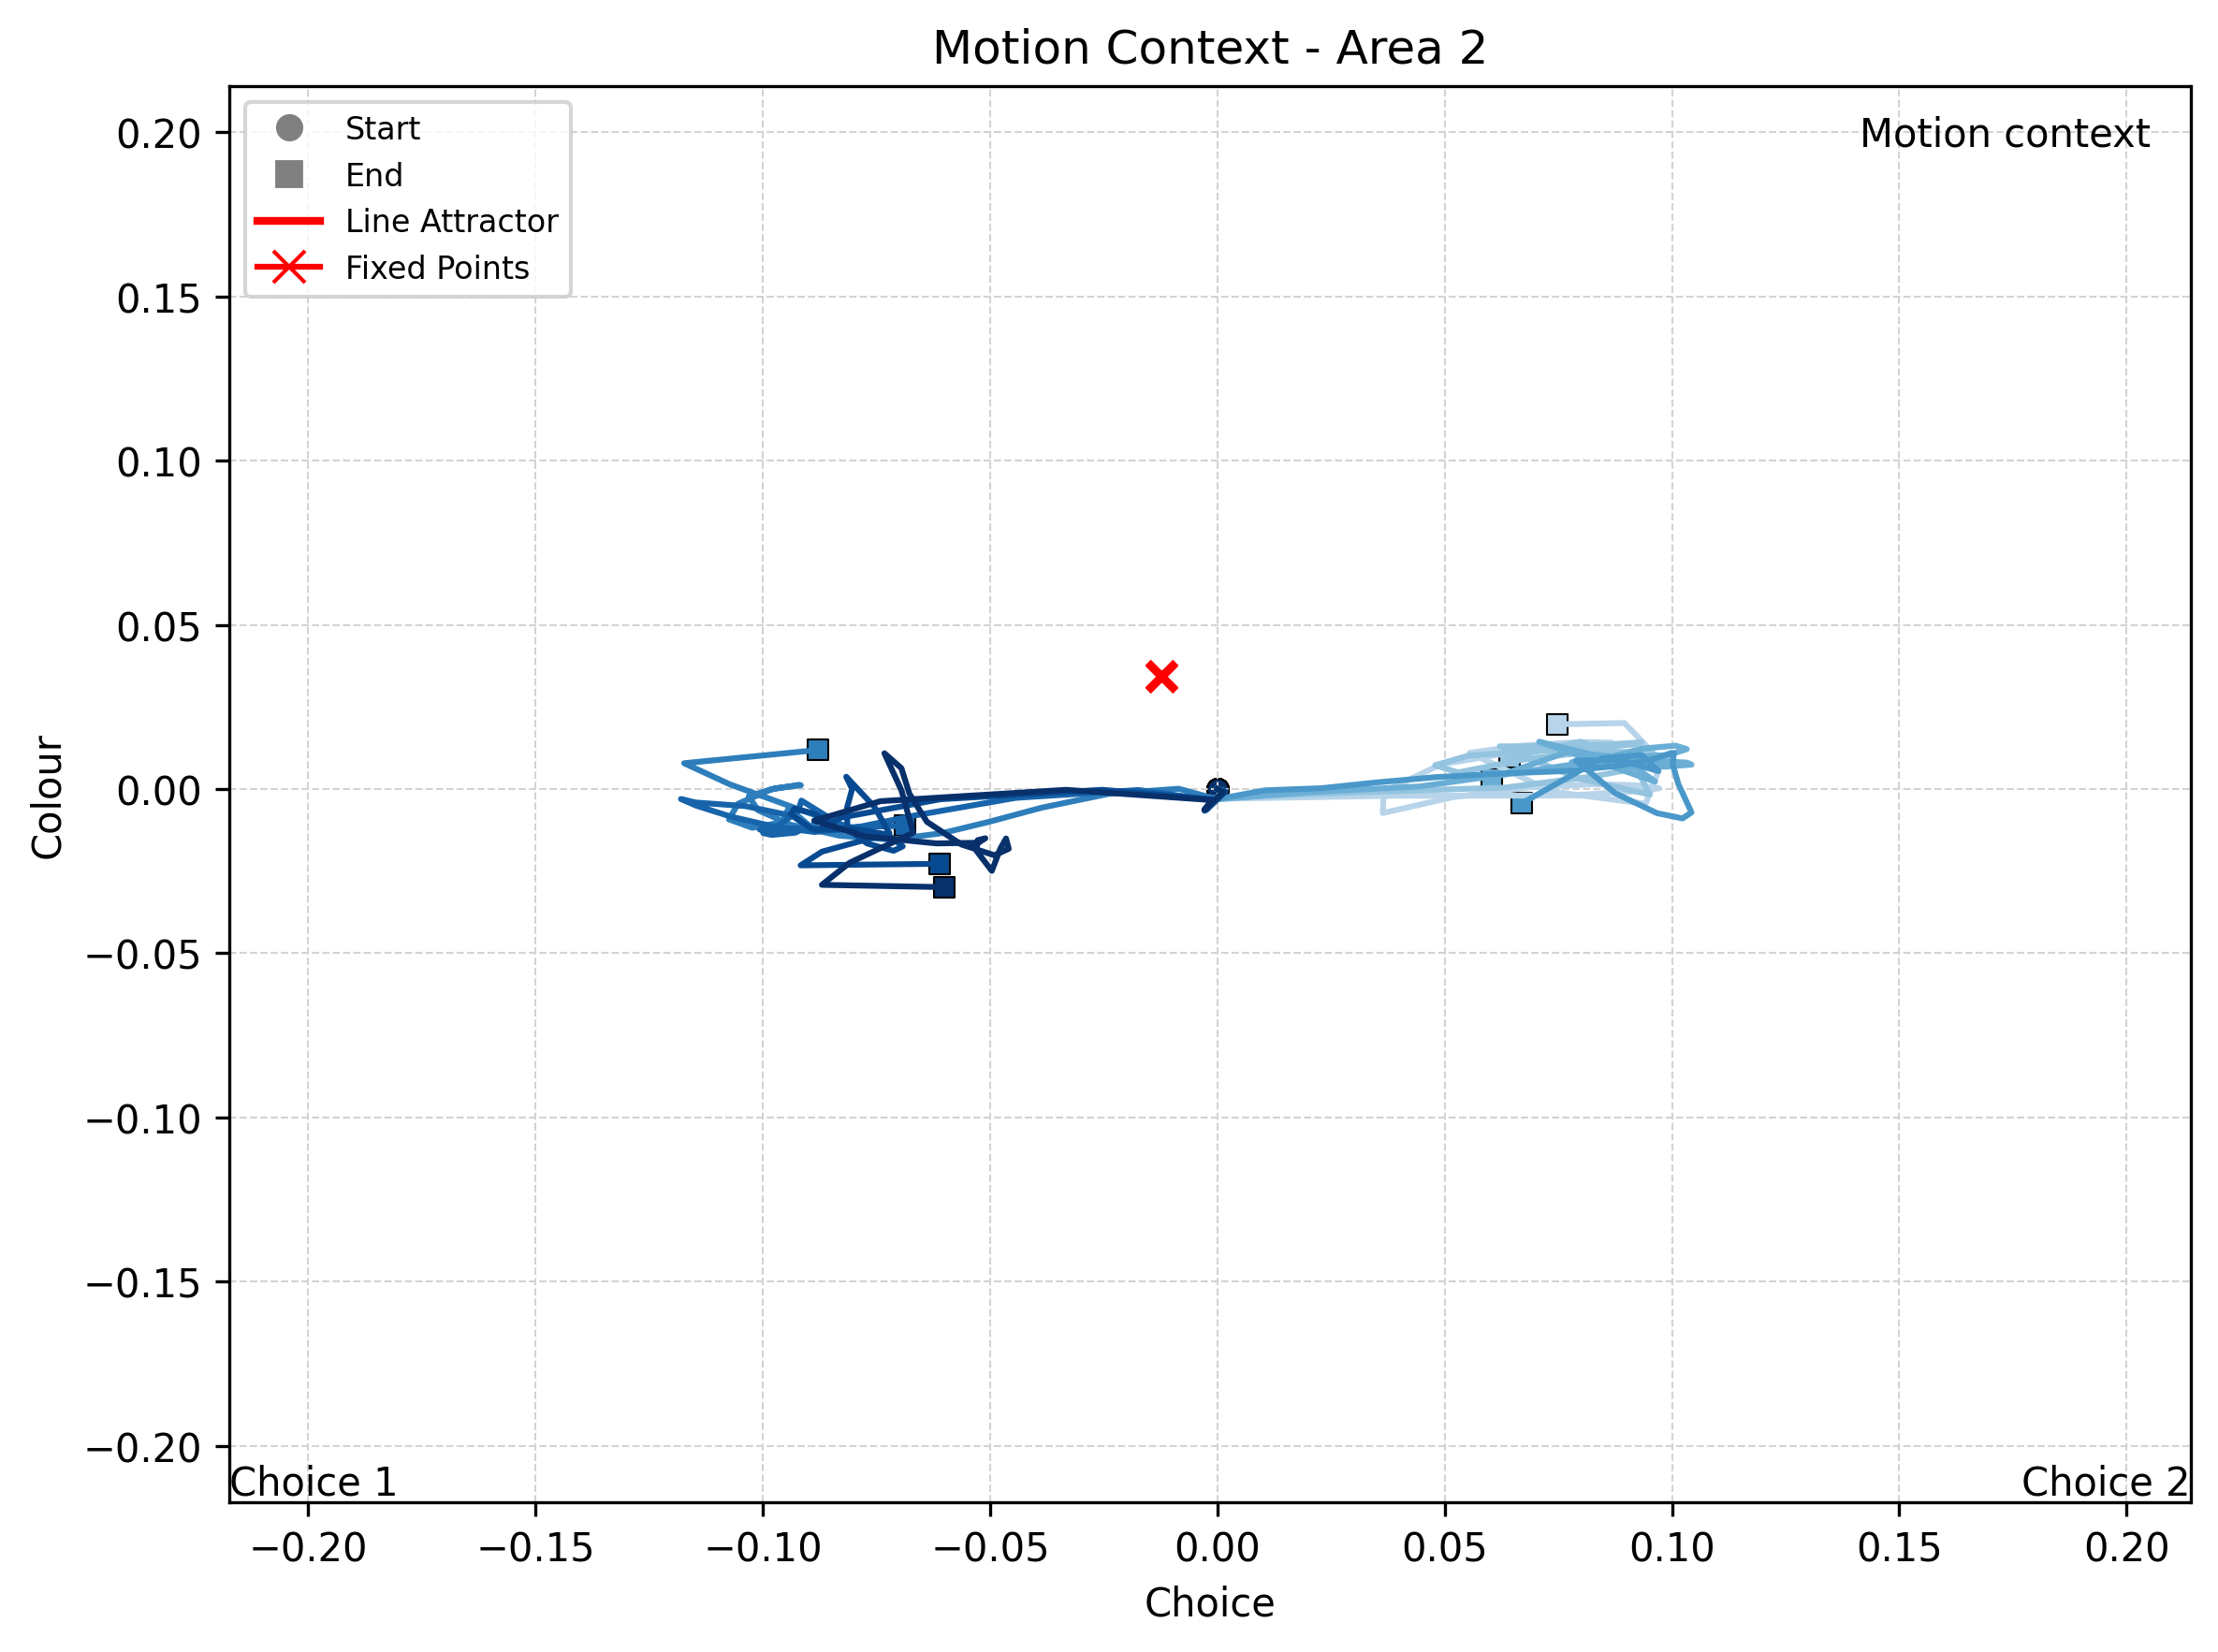 Motion Context - Area 2
Start
End
Line Attractor
Fixed Points
Motion context
0.20
0.15
0.10
0.05
0.00
−0.05
−0.10
−0.15
−0.20
Colour
Choice 1
Choice 2
−0.20 −0.15 −0.10 −0.05 0.00 0.05 0.10 0.15 0.20
Choice